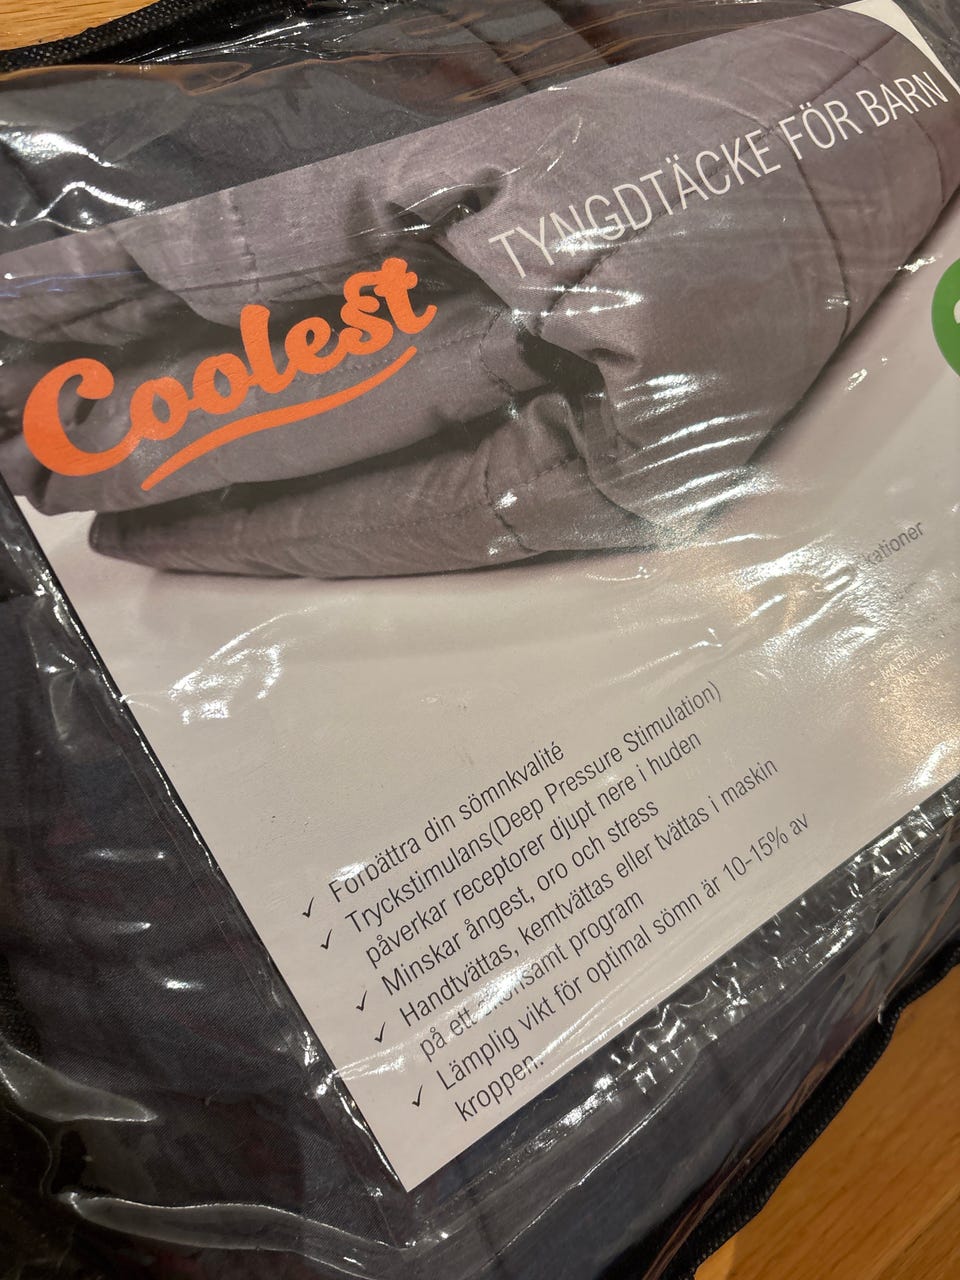 TYNGDTÄCKE FÖR BARN
Coolest
kationer
MATERIAL
Förbättra din sömnkvalité
Tryckstimulans(Deep Pressure Stimulation)
påverkar receptorer djupt nere i huden
Minskar ångest, oro och stress
Handtvättas, kemtvättas eller tvättas i maskin
på ett skonsamt program
Lämplig vikt för optimal sömn är 10-15% av
kroppen.